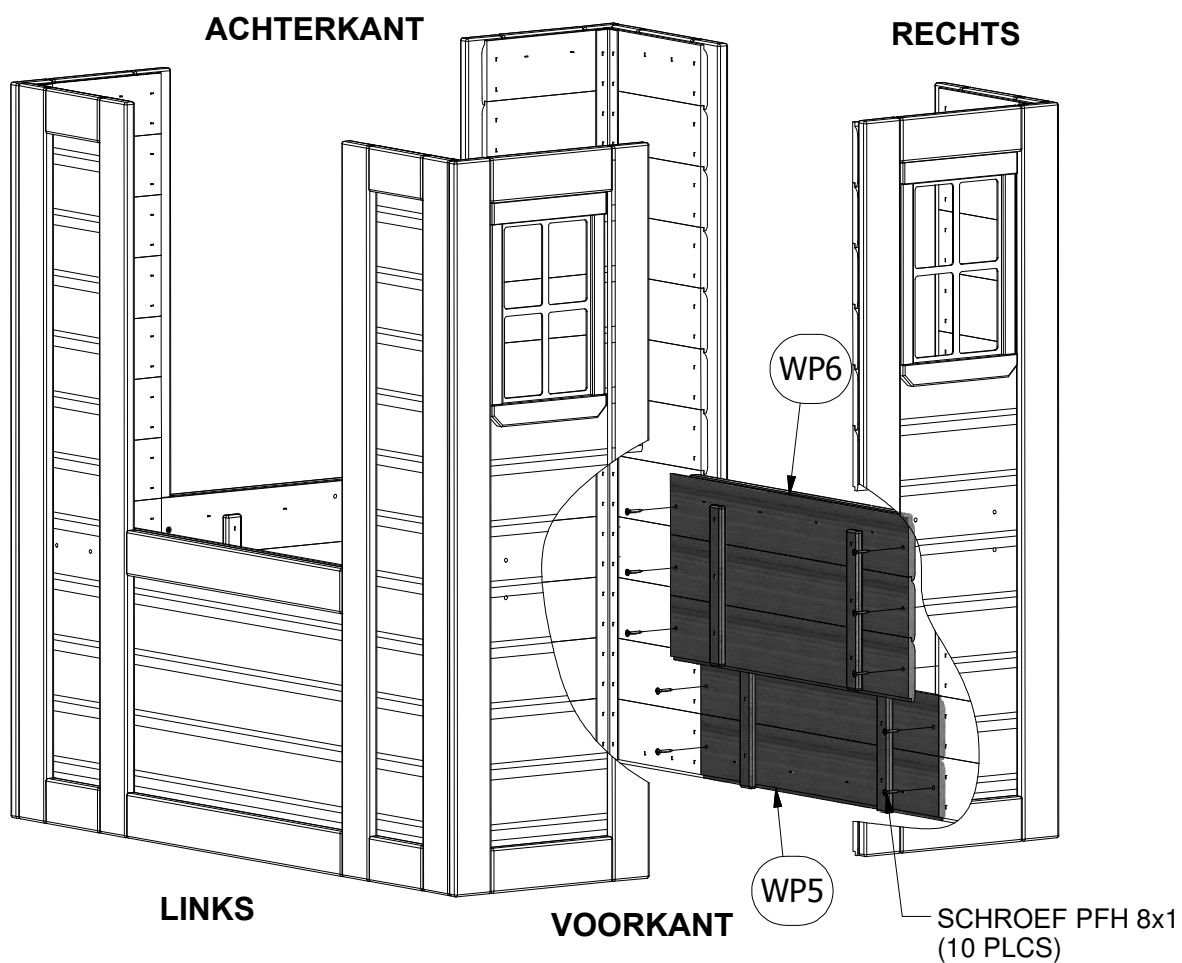 ACHTERKANT
RECHTS
WP6
WP5
LINKS
VOORKANT
SCHROEF PFH 8x1
(10 PLCS)